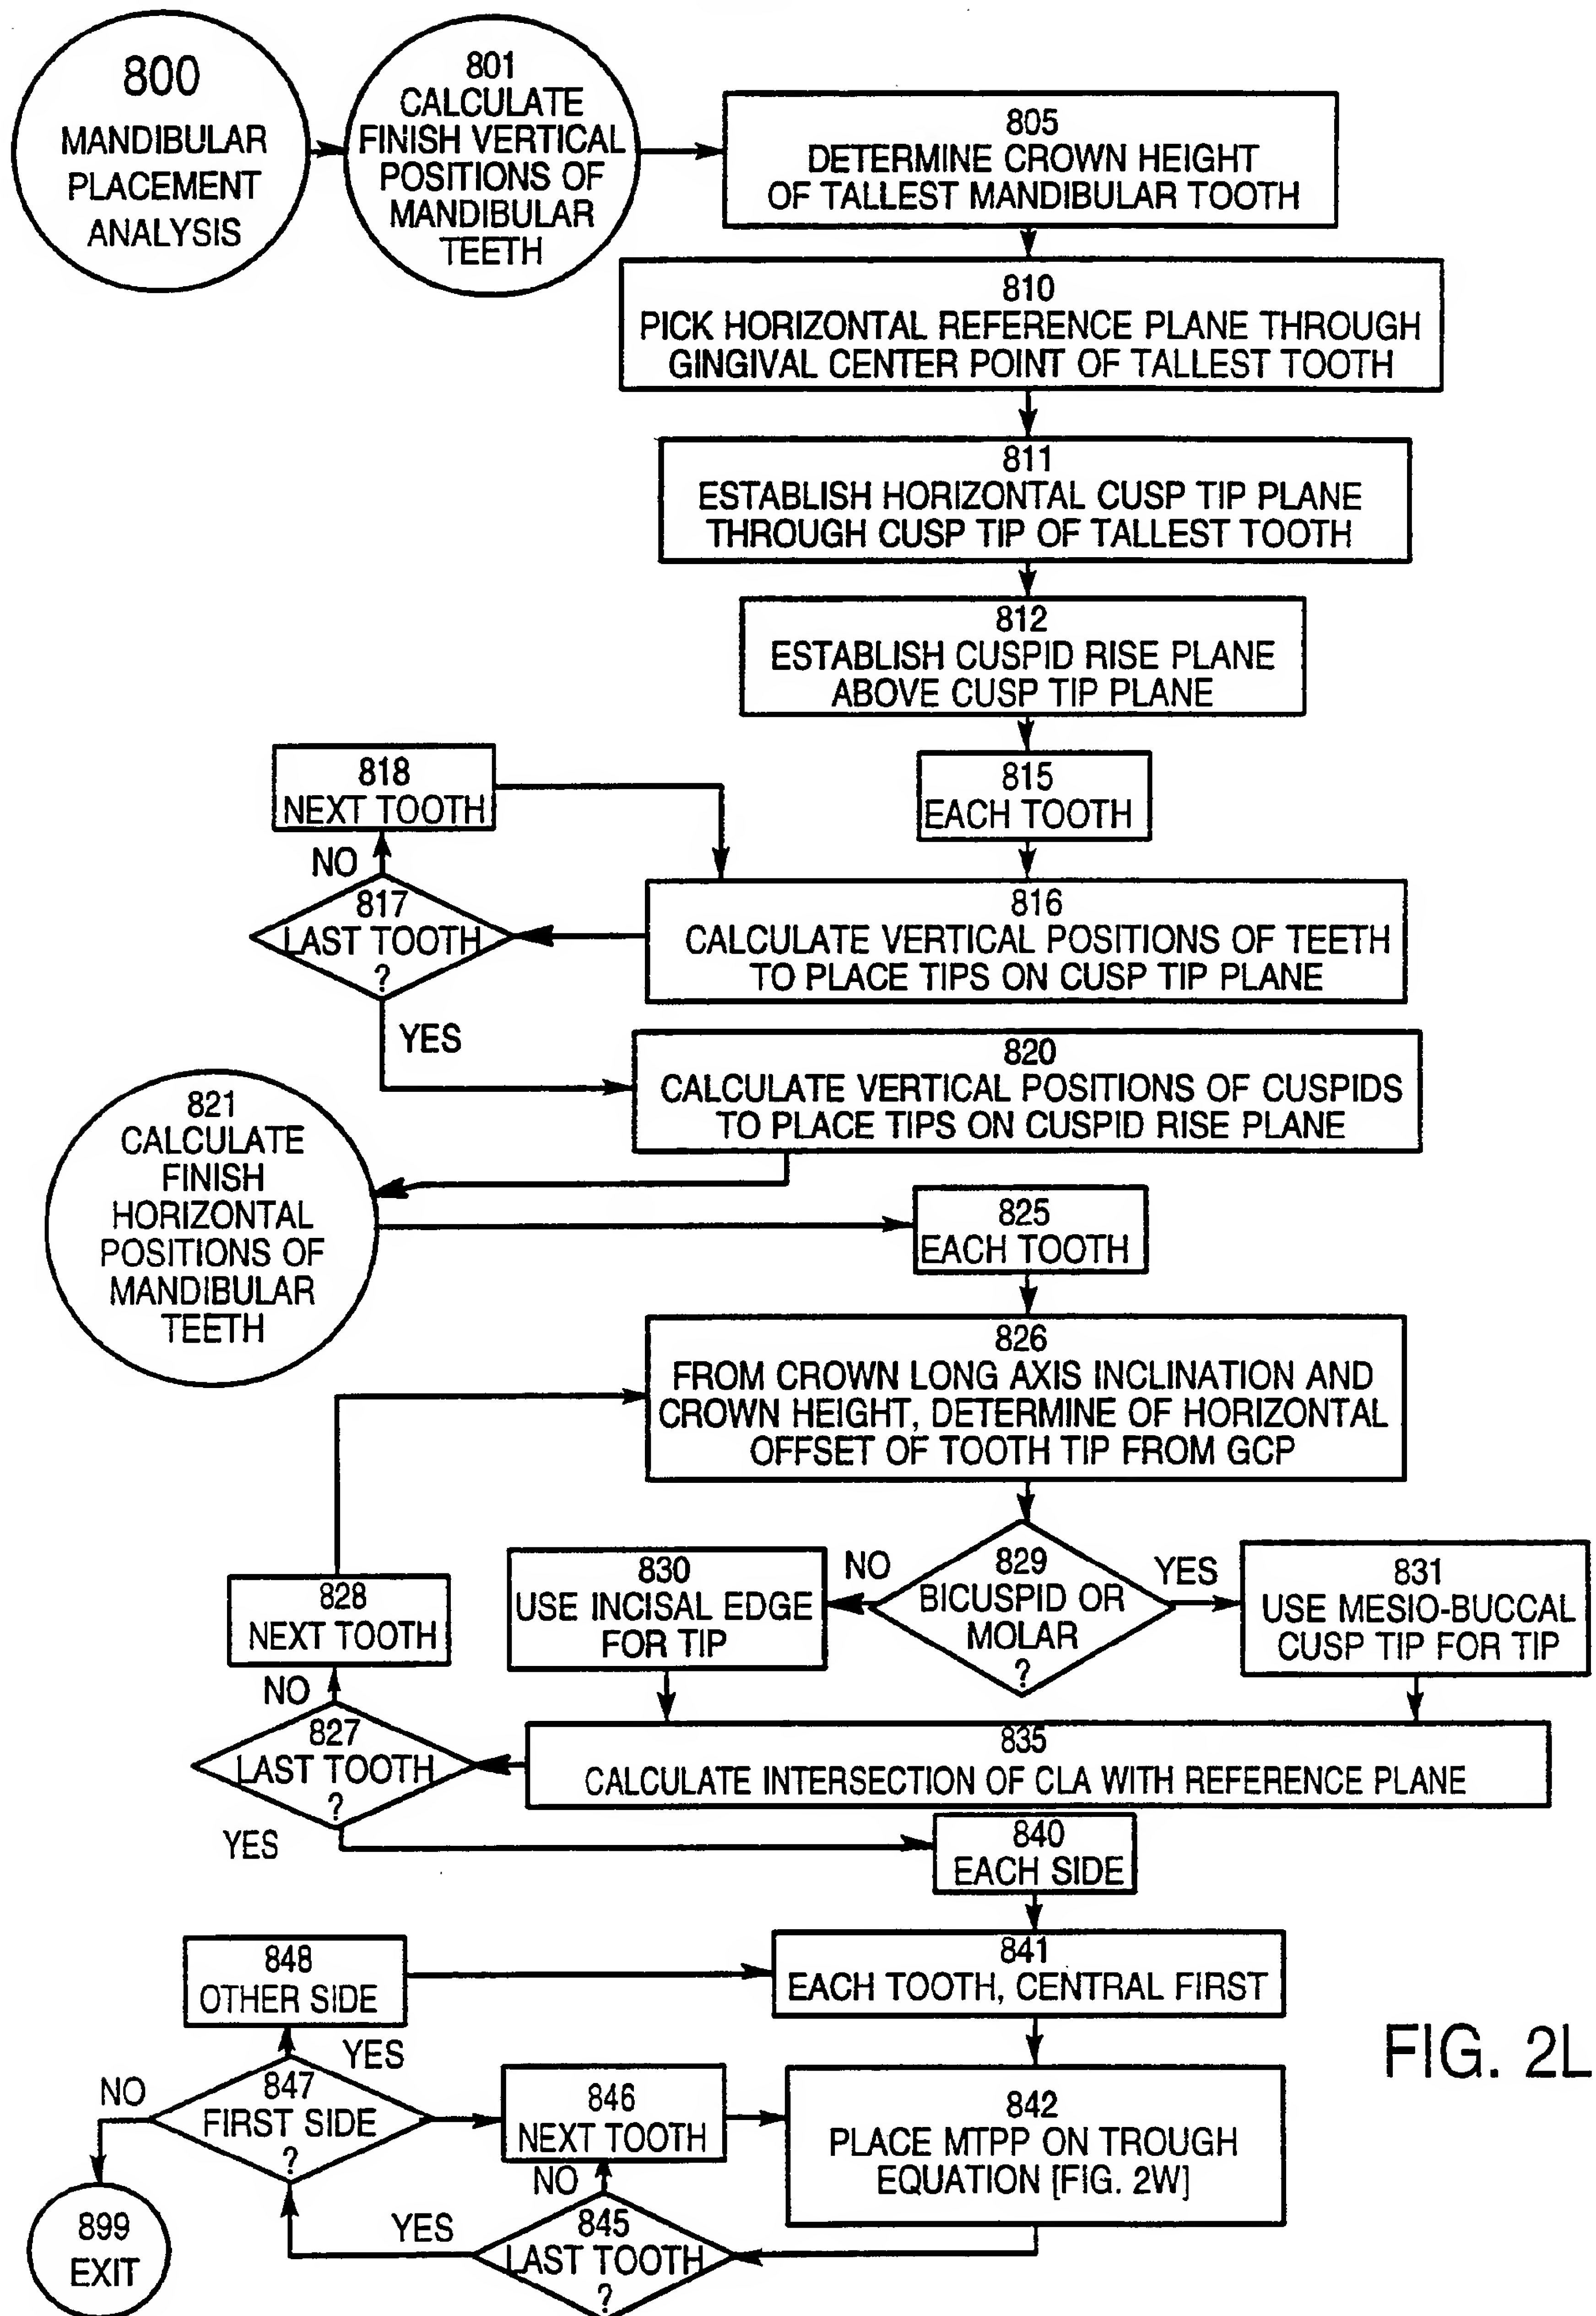 800
MANDIBULAR
PLACEMENT
ANALYSIS
801
CALCULATE
FINISH VERTICAL
POSITIONS OF
MANDIBULAR
TEETH
805
DETERMINE CROWN HEIGHT
OF TALLEST MANDIBULAR TOOTH
810
PICK HORIZONTAL REFERENCE PLANE THROUGH
GINGIVAL CENTER POINT OF TALLEST TOOTH
811
ESTABLISH HORIZONTAL CUSP TIP PLANE
THROUGH CUSP TIP OF TALLEST TOOTH
812
ESTABLISH CUSPID RISE PLANE
ABOVE CUSP TIP PLANE
815
EACH TOOTH
818
NEXT TOOTH
NO
817
LAST TOOTH
?
YES
816
CALCULATE VERTICAL POSITIONS OF TEETH
TO PLACE TIPS ON CUSP TIP PLANE
820
CALCULATE VERTICAL POSITIONS OF CUSPIDS
TO PLACE TIPS ON CUSPID RISE PLANE
821
CALCULATE
FINISH
HORIZONTAL
POSITIONS OF
MANDIBULAR
TEETH
825
EACH TOOTH
826
FROM CROWN LONG AXIS INCLINATION AND
CROWN HEIGHT, DETERMINE OF HORIZONTAL
OFFSET OF TOOTH TIP FROM GCP
829
BICUSPID OR
MOLAR
?
NO
YES
830
USE INCISAL EDGE
FOR TIP
831
USE MESIO-BUCCAL
CUSP TIP FOR TIP
828
NEXT TOOTH
NO
827
LAST TOOTH
?
YES
835
CALCULATE INTERSECTION OF CLA WITH REFERENCE PLANE
840
EACH SIDE
841
EACH TOOTH, CENTRAL FIRST
848
OTHER SIDE
YES
847
FIRST SIDE
?
NO
846
NEXT TOOTH
NO
842
PLACE MTPP ON TROUGH
EQUATION [FIG. 2W]
845
LAST TOOTH
?
YES
899
EXIT
FIG. 2L